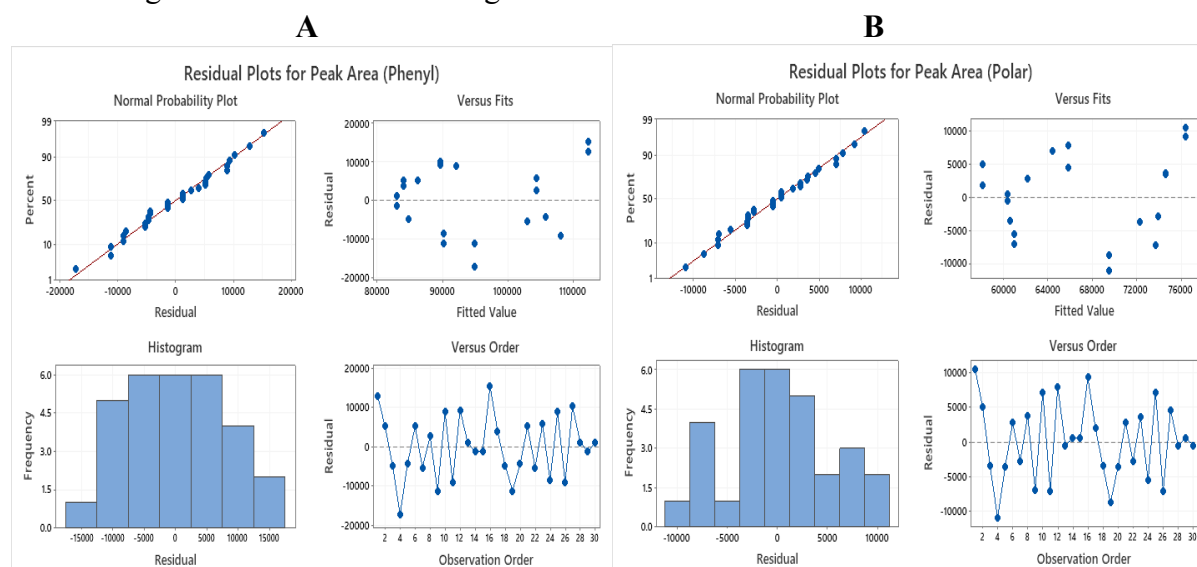 A
B
Residual Plots for Peak Area (Phenyl)
Normal Probability Plot
Versus Fits
99
90
50
10
1
Percent
-20000 -10000 0 10000 20000
Residual
20000
10000
0
-10000
-20000
Residual
80000 90000 100000 110000
Fitted Value
Histogram
Versus Order
6.0
4.5
3.0
1.5
0.0
Frequency
-15000 -10000 -5000 0 5000 10000 15000
Residual
20000
10000
0
-10000
-20000
Residual
2 4 6 8 10 12 14 16 18 20 22 24 26 28 30
Observation Order
Residual Plots for Peak Area (Polar)
Normal Probability Plot
Versus Fits
99
90
50
10
1
Percent
-10000 -5000 0 5000 10000
Residual
10000
5000
0
-5000
-10000
Residual
60000 64000 68000 72000 76000
Fitted Value
Histogram
Versus Order
6.0
4.5
3.0
1.5
0.0
Frequency
-10000 -5000 0 5000 10000
Residual
10000
5000
0
-5000
-10000
Residual
2 4 6 8 10 12 14 16 18 20 22 24 26 28 30
Observation Order